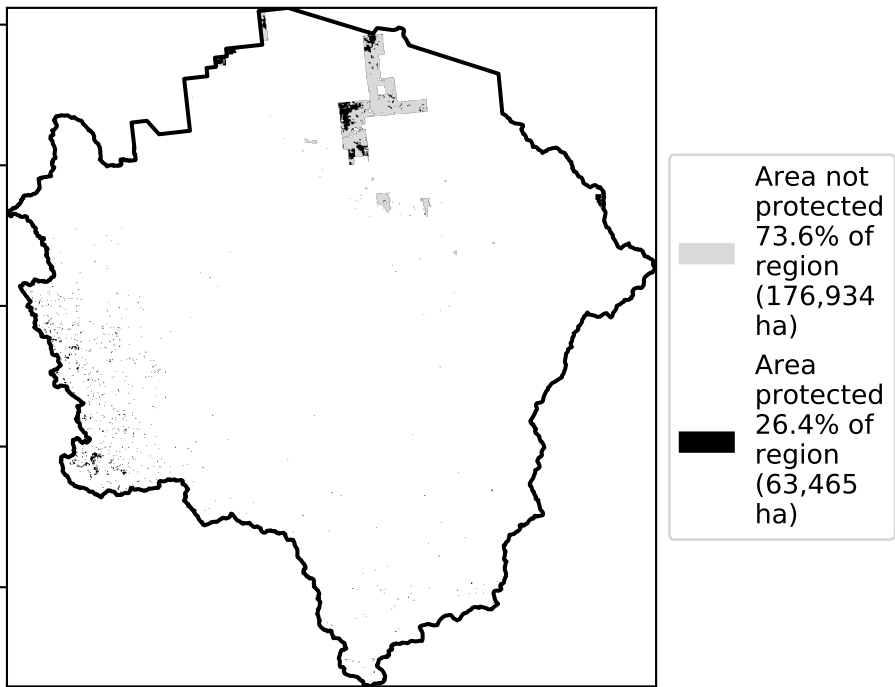 Area not
protected
73.6% of
region
(176,934
ha)
Area
protected
26.4% of
region
(63,465
ha)